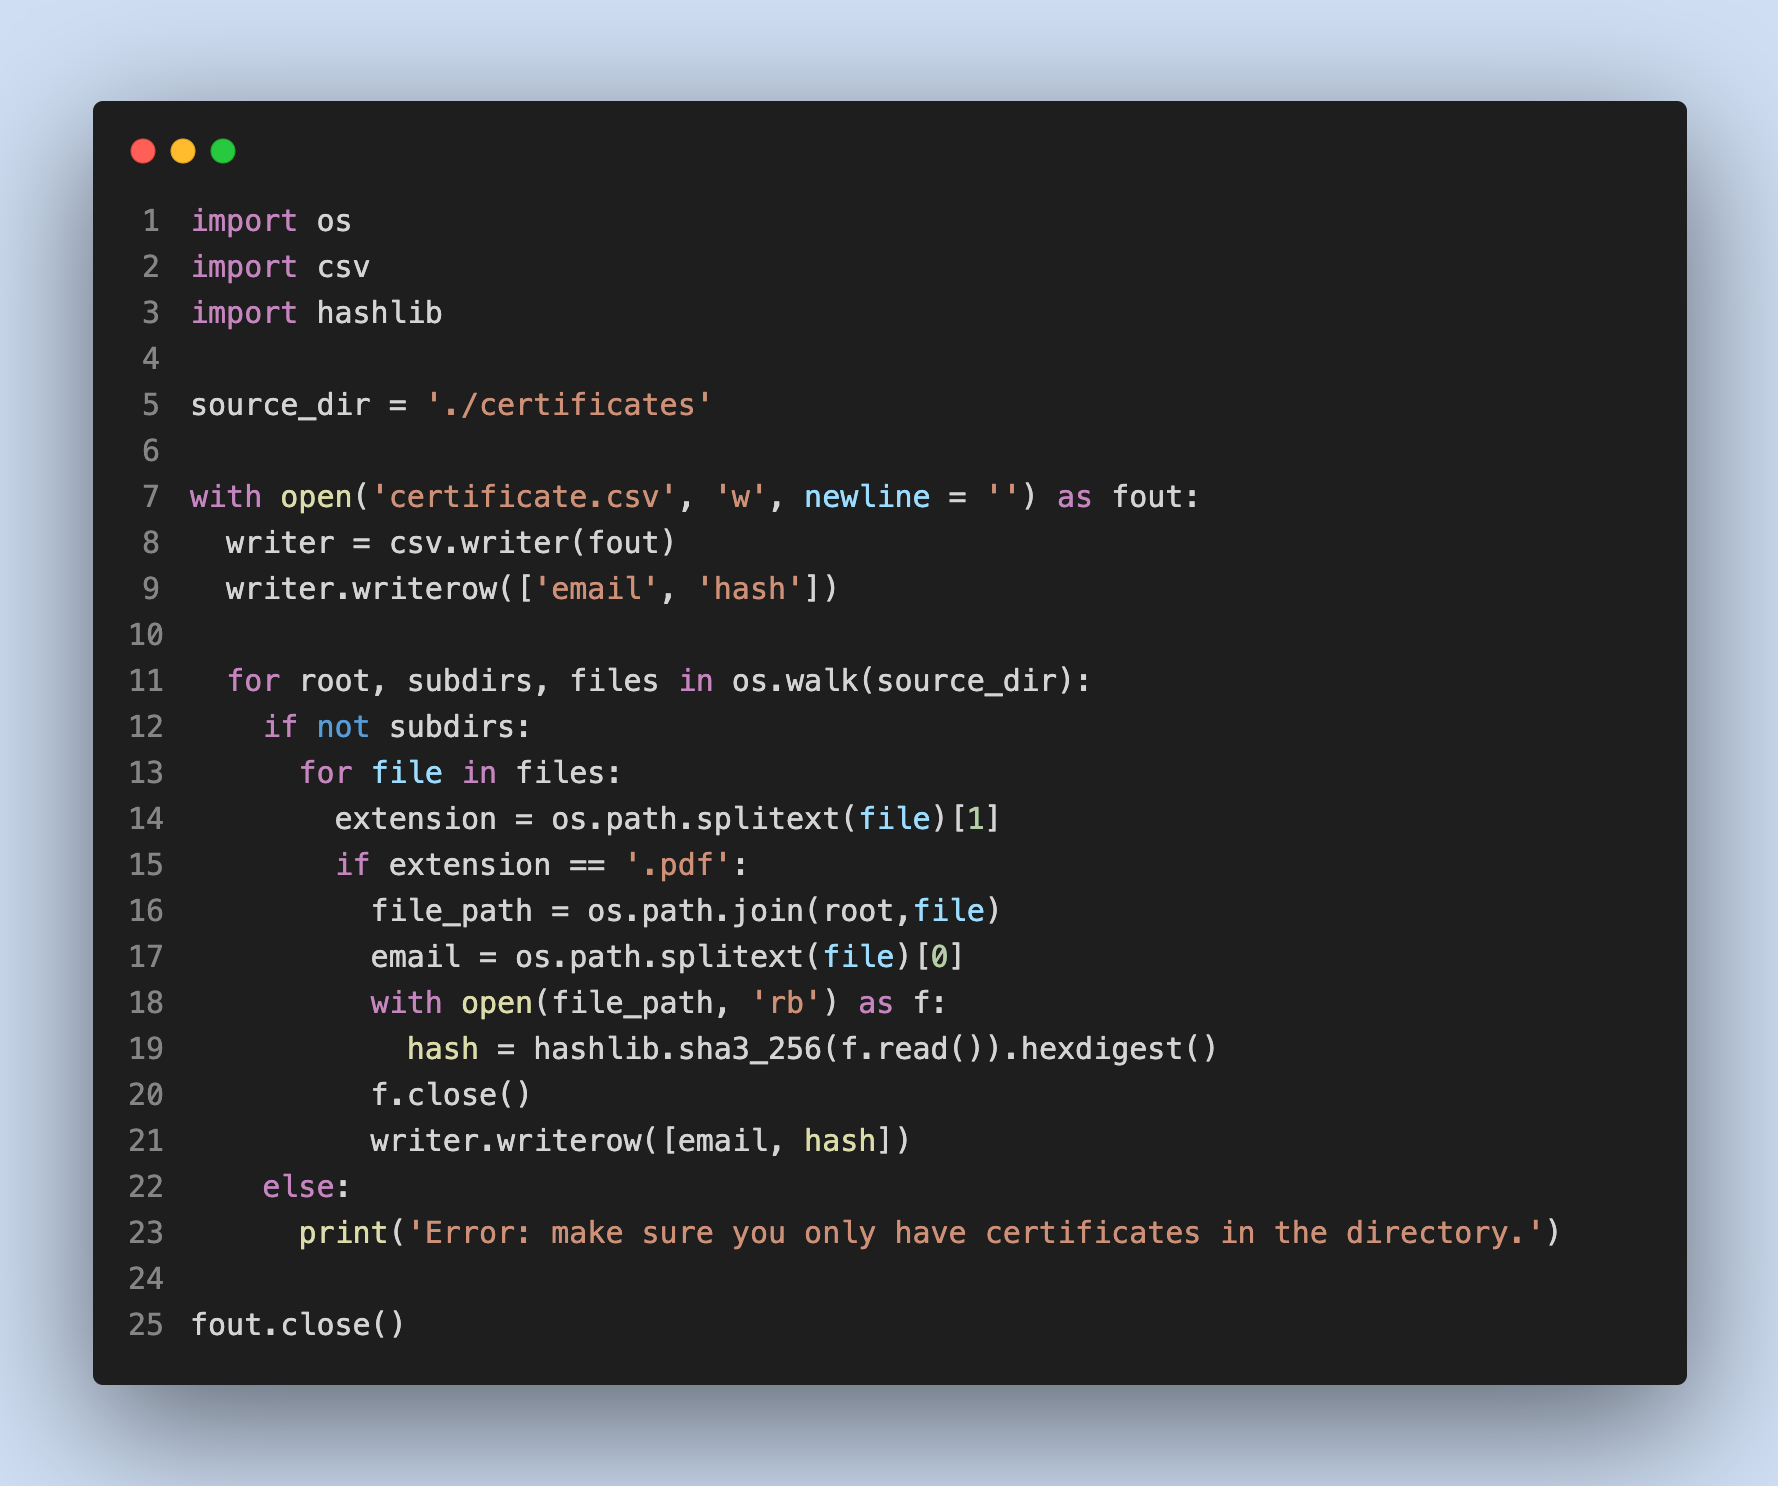 1 import os
2 import csv
3 import hashlib
4
5 source_dir = './certificates'
6
7 with open('certificate.csv', 'w', newline = '') as fout:
8   writer = csv.writer(fout)
9   writer.writerow(['email', 'hash'])
10
11   for root, subdirs, files in os.walk(source_dir):
12     if not subdirs:
13       for file in files:
14         extension = os.path.splitext(file)[1]
15         if extension == '.pdf':
16           file_path = os.path.join(root,file)
17           email = os.path.splitext(file)[0]
18           with open(file_path, 'rb') as f:
19             hash = hashlib.sha3_256(f.read()).hexdigest()
20           f.close()
21           writer.writerow([email, hash])
22     else:
23       print('Error: make sure you only have certificates in the directory.')
24
25 fout.close()